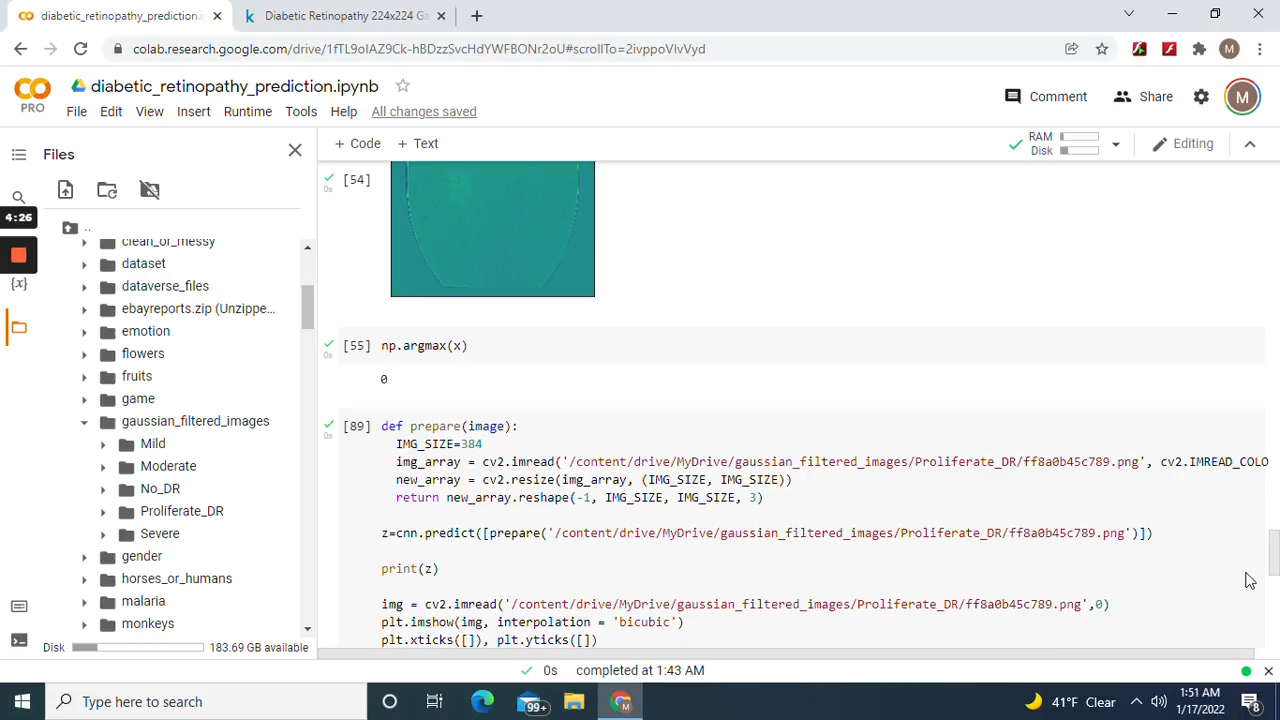 diabetic_retinopathy_prediction.
Diabetic Retinopathy 224x224 Ga
colab.research.google.com/drive/1fTL9oIAZ9Ck-hBDzzSvcHdYWFBONr2oU#scrollTo=2ivppoVIvVyd
M
diabetic_retinopathy_prediction.ipynb
PRO
File Edit View Insert Runtime Tools Help All changes saved
Comment Share M
Files
+ Code + Text
RAM
Disk
Editing
4:26
{x}
..
clean_or_messy
dataset
dataverse_files
ebayreports.zip (Unzippe...
emotion
flowers
fruits
game
gaussian_filtered_images
Mild
Moderate
No_DR
Proliferate_DR
Severe
gender
horses_or_humans
malaria
monkeys
Disk 183.69 GB available
[54]
0s
[55] np.argmax(x)
0s
0
[89] def prepare(image):
0s
IMG_SIZE=384
img_array = cv2.imread('/content/drive/MyDrive/gaussian_filtered_images/Proliferate_DR/ff8a0b45c789.png', cv2.IMREAD_COLO
new_array = cv2.resize(img_array, (IMG_SIZE, IMG_SIZE))
return new_array.reshape(-1, IMG_SIZE, IMG_SIZE, 3)
z=cnn.predict([prepare('/content/drive/MyDrive/gaussian_filtered_images/Proliferate_DR/ff8a0b45c789.png')])
print(z)
img = cv2.imread('/content/drive/MyDrive/gaussian_filtered_images/Proliferate_DR/ff8a0b45c789.png',0)
plt.imshow(img, interpolation = 'bicubic')
plt.xticks([]), plt.yticks([])
0s completed at 1:43 AM
Type here to search
99+
41°F Clear
1:51 AM
1/17/2022
8